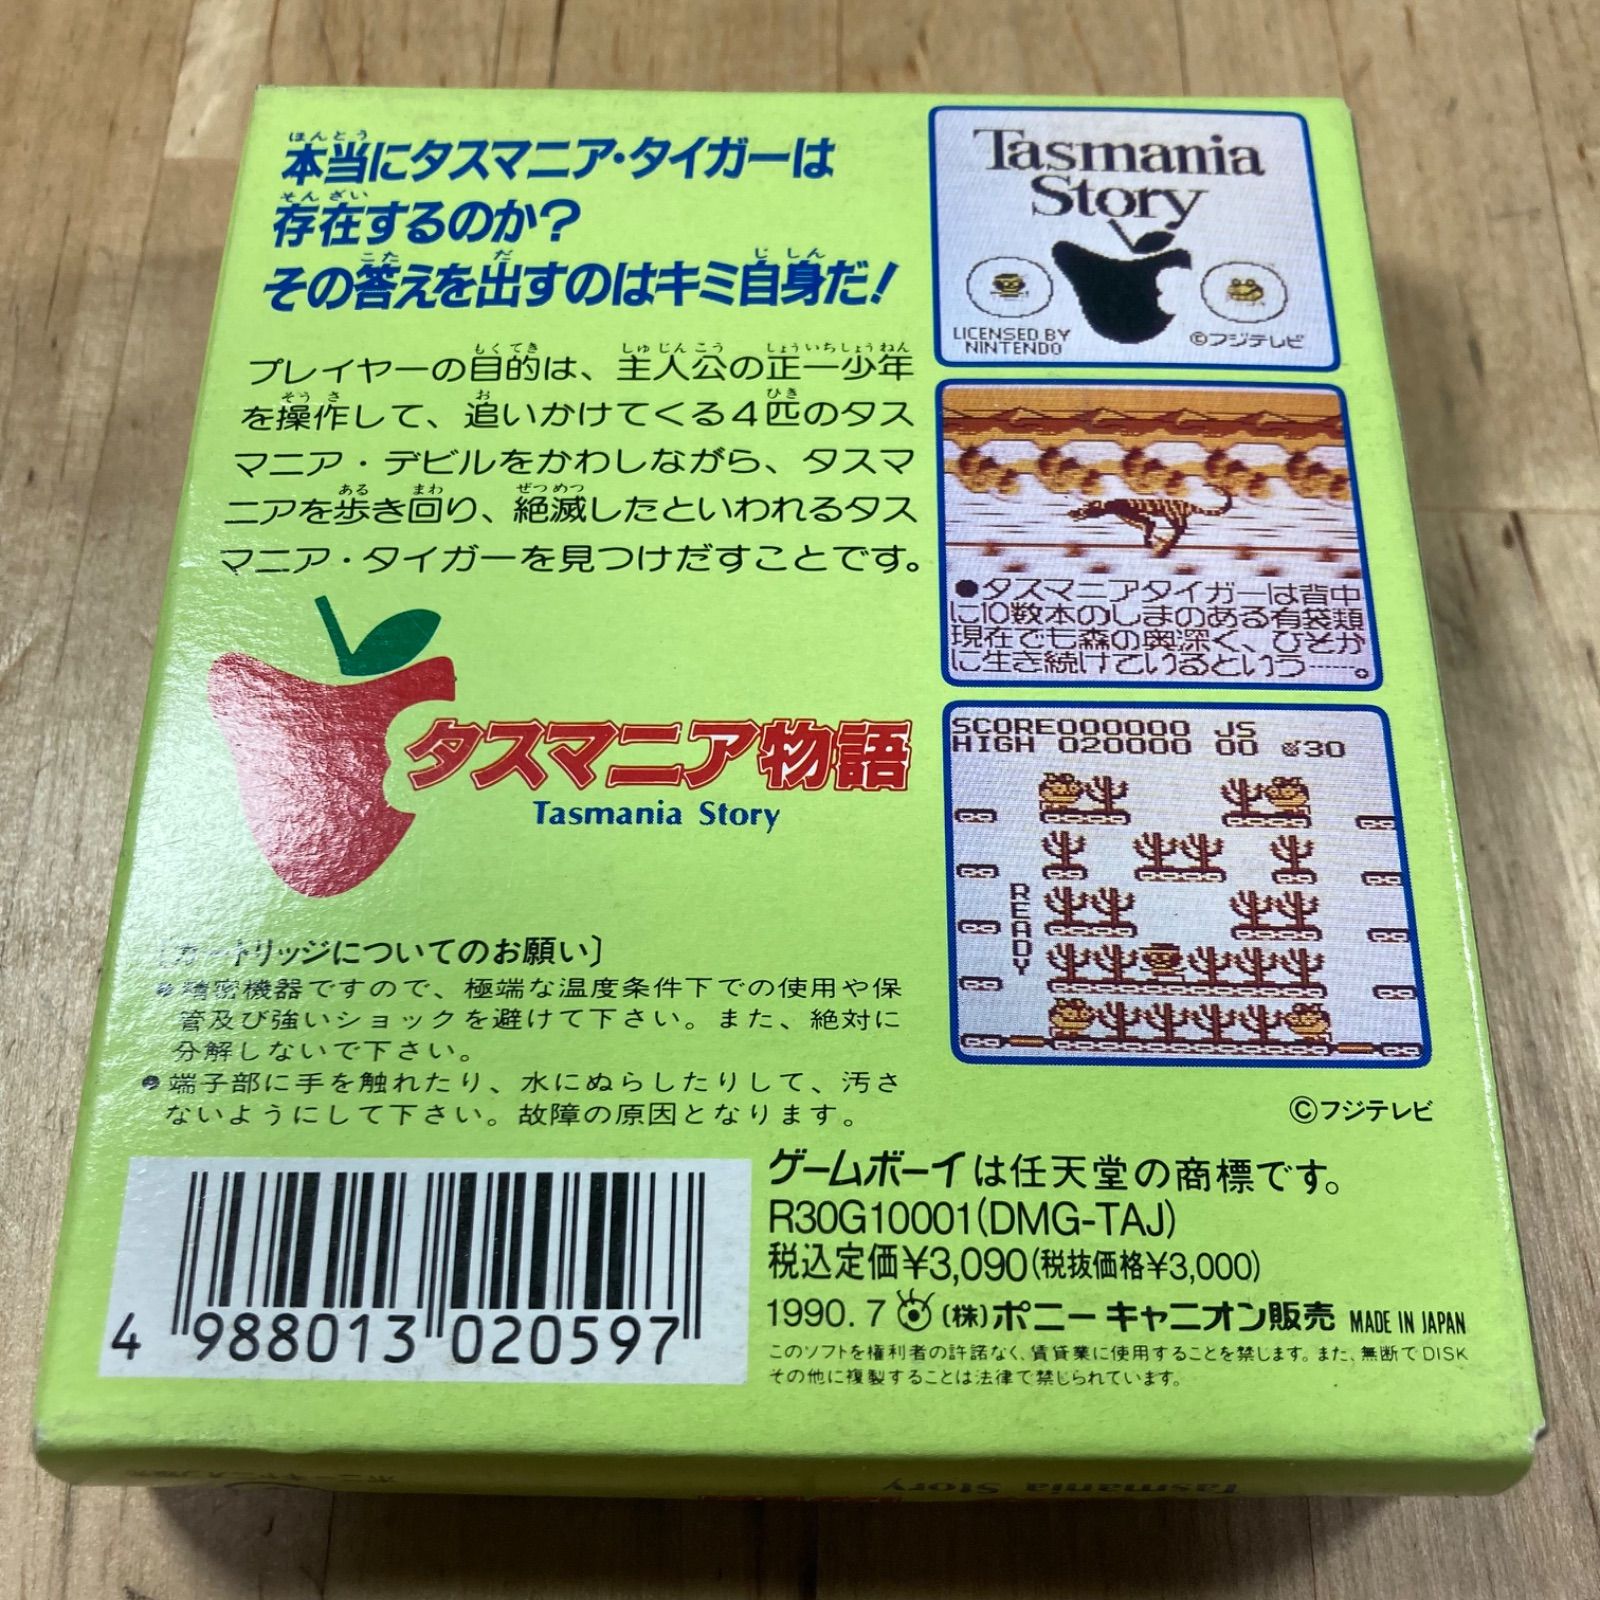 本当にタスマニア・タイガーは
存在するのか?
その答えを出すのはキミ自身だ!
プレイヤーの目的は、主人公の正一少年
を操作して、追いかけてくる4匹のタス
マニア・デビルをかわしながら、タスマ
ニアを歩き回り、絶滅したといわれるタス
マニア・タイガーを見つけだすことです。
タスマニア物語
Tasmania Story
[カートリッジについてのお願い]
●精密機器ですので、極端な温度条件下での使用や保
管及び強いショックを避けて下さい。また、絶対に
分解しないで下さい。
●端子部に手を触れたり、水にぬらしたりして、汚さ
ないようにして下さい。故障の原因となります。
Tasmania
Story
LICENSED BY
NINTENDO
©フジテレビ
●タスマニアタイガーは背中
に10数本のしまのある有袋類
現在でも森の奥深く、ひそか
に生き続けているという……。
SCORE000000 JS
HIGH 020000 00 30
READY
©フジテレビ
4 988013 020597
ゲームボーイは任天堂の商標です。
R30G10001(DMG-TAJ)
税込定価¥3,090(税抜価格¥3,000)
1990.7 (株)ポニーキャニオン販売 MADE IN JAPAN
このソフトを権利者の許諾なく、賃貸業に使用することを禁じます。また、無断でDISK
その他に複製することは法律で禁じられています。
Tasmania Story